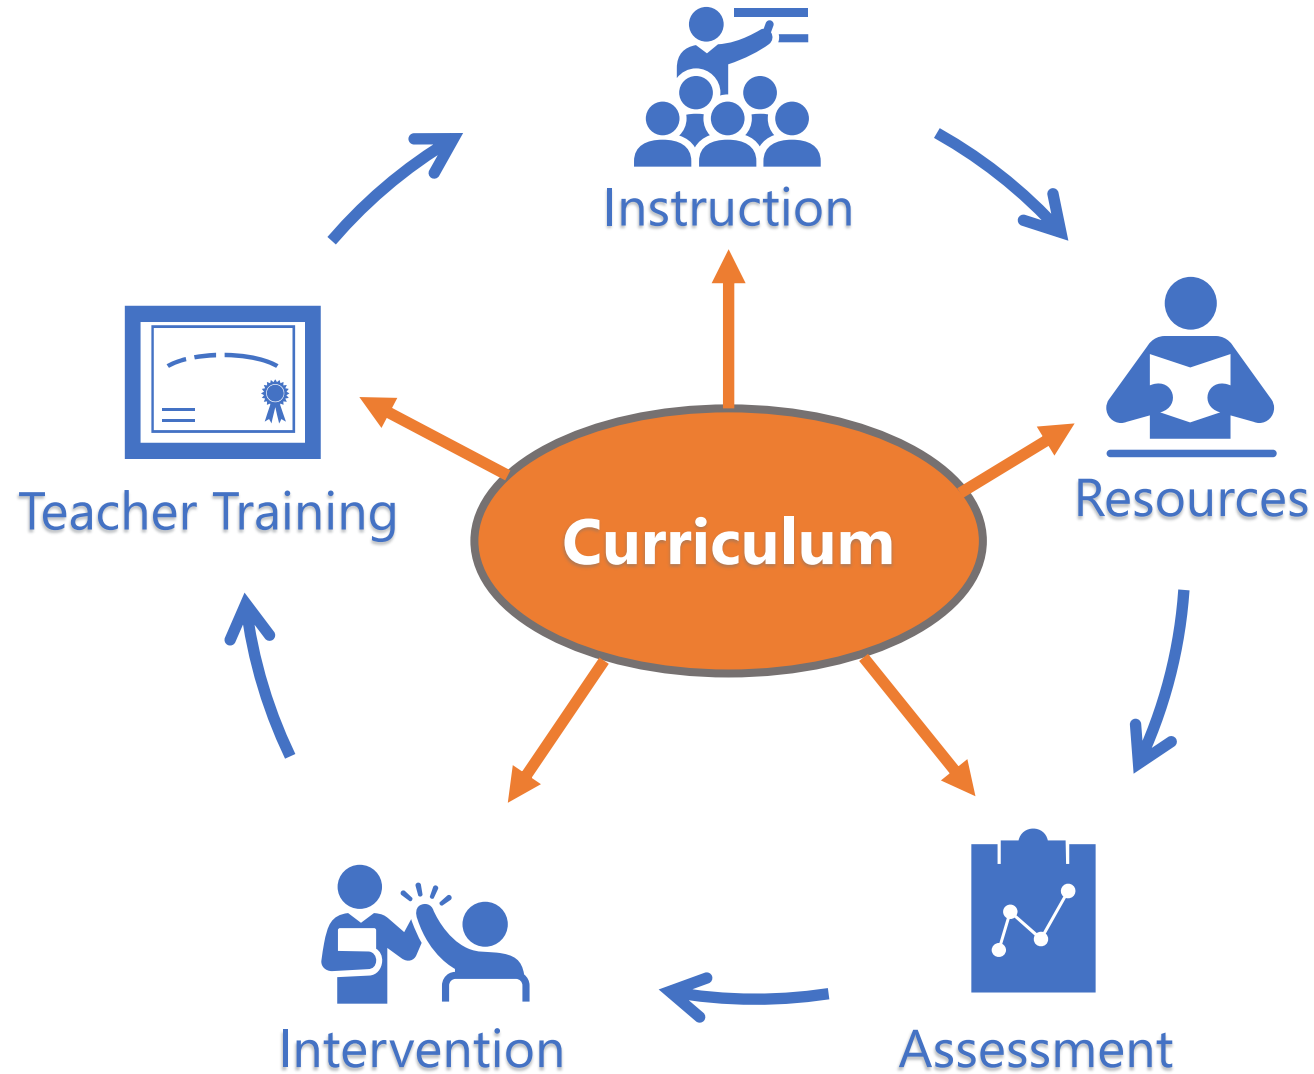 Instruction
Resources
Teacher Training
Curriculum
Intervention
Assessment